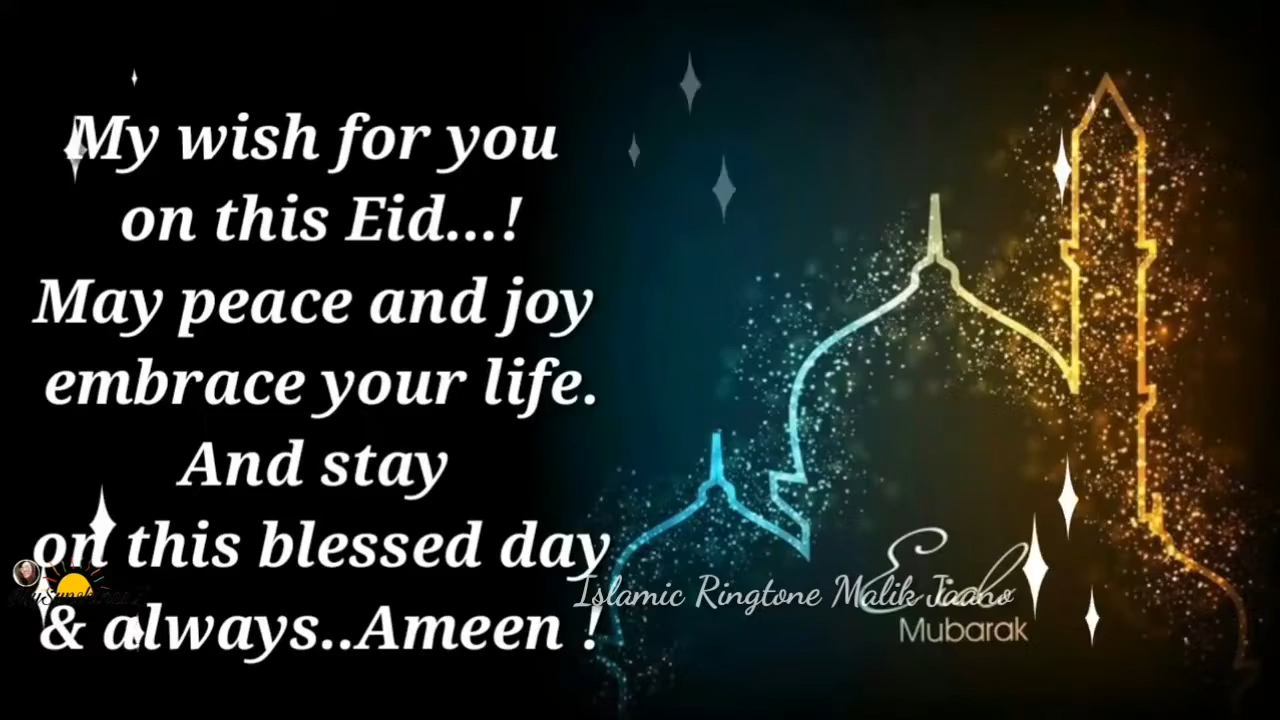 My wish for you
on this Eid...!
May peace and joy
embrace your life.
And stay
on this blessed day
& always..Ameen !
Islamic Ringtone Malik Jaaho
Eid
Mubarak